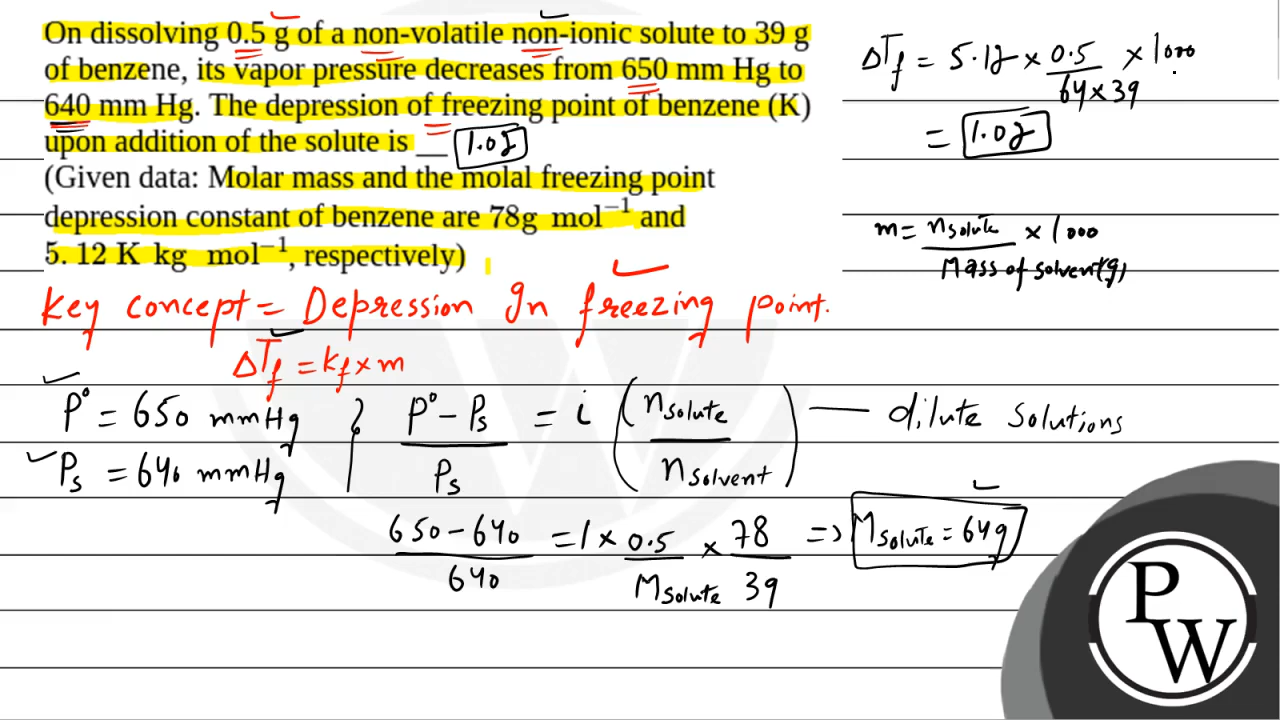 On dissolving 0.5 g of a non-volatile non-ionic solute to 39 g
of benzene, its vapor pressure decreases from 650 mm Hg to
640 mm Hg. The depression of freezing point of benzene (K)
upon addition of the solute is __ 1.02
(Given data: Molar mass and the molal freezing point
depression constant of benzene are 78g mol⁻¹ and
5. 12 K kg mol⁻¹, respectively)
ΔTf = 5.12 × 0.5 / 64 × 39 × 1000
= 1.02
m = nsolute / Mass of solvent(g) × 1000
Key concept = Depression In freezing point.
ΔTf = kf × m
P° = 650 mmHg
Ps = 640 mmHg
P° - Ps / Ps = i (nsolute / nsolvent) — dilute solutions
650 - 640 / 640 = 1 × 0.5 / Msolute × 78 / 39 ⇒ Msolute = 64g
PW